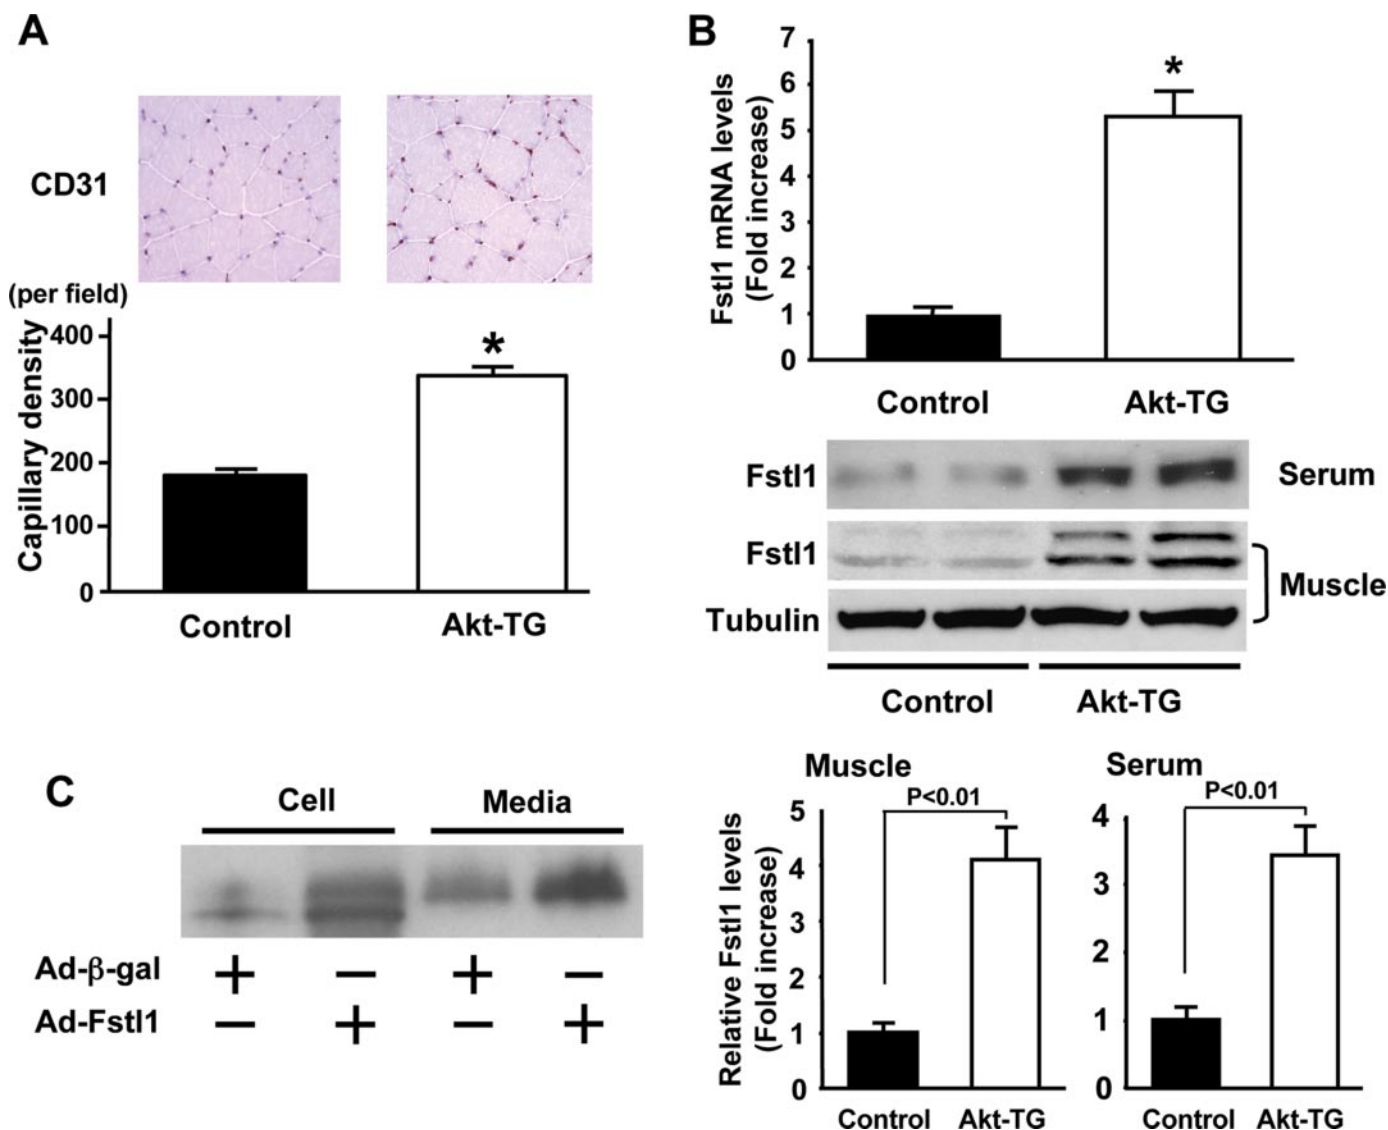 A
CD31
(per field)
Capillary density
400
300
200
100
0
*
Control
Akt-TG
B
Fstl1 mRNA levels
(Fold increase)
7
6
5
4
3
2
1
0
*
Control
Akt-TG
Fstl1
Serum
Fstl1
Muscle
Tubulin
Control
Akt-TG
Muscle
P<0.01
Relative Fstl1 levels
(Fold increase)
5
4
3
2
1
0
Control
Akt-TG
Serum
P<0.01
4
3
2
1
0
Control
Akt-TG
C
Cell
Media
Ad-β-gal + − + −
Ad-Fstl1 − + − +